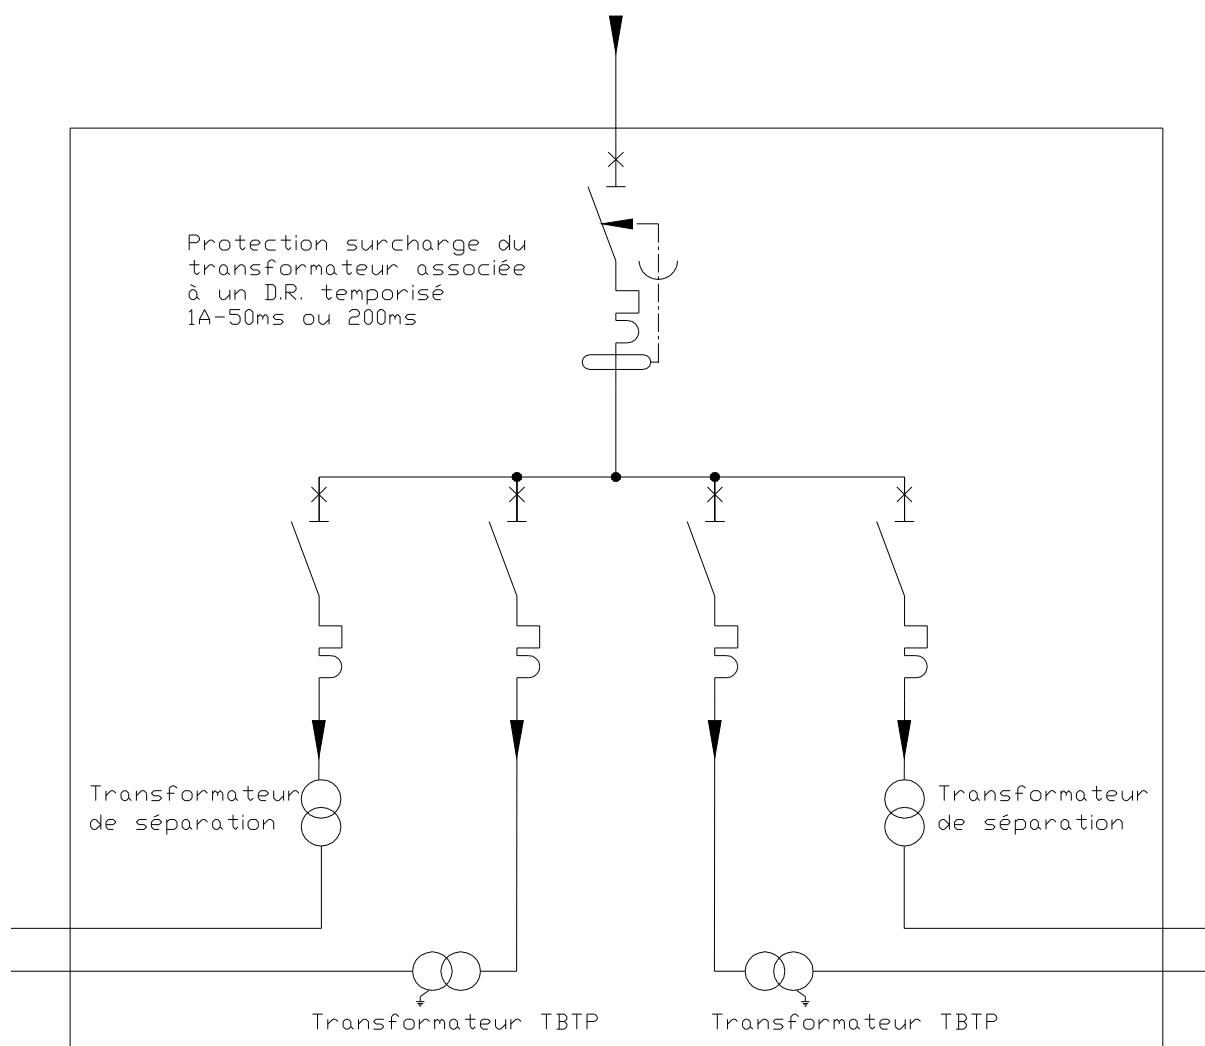 Protection surcharge du
transformateur associée
à un D.R. temporisé
1A-50ms ou 200ms
Transformateur
de séparation
Transformateur
de séparation
Transformateur TBTP
Transformateur TBTP